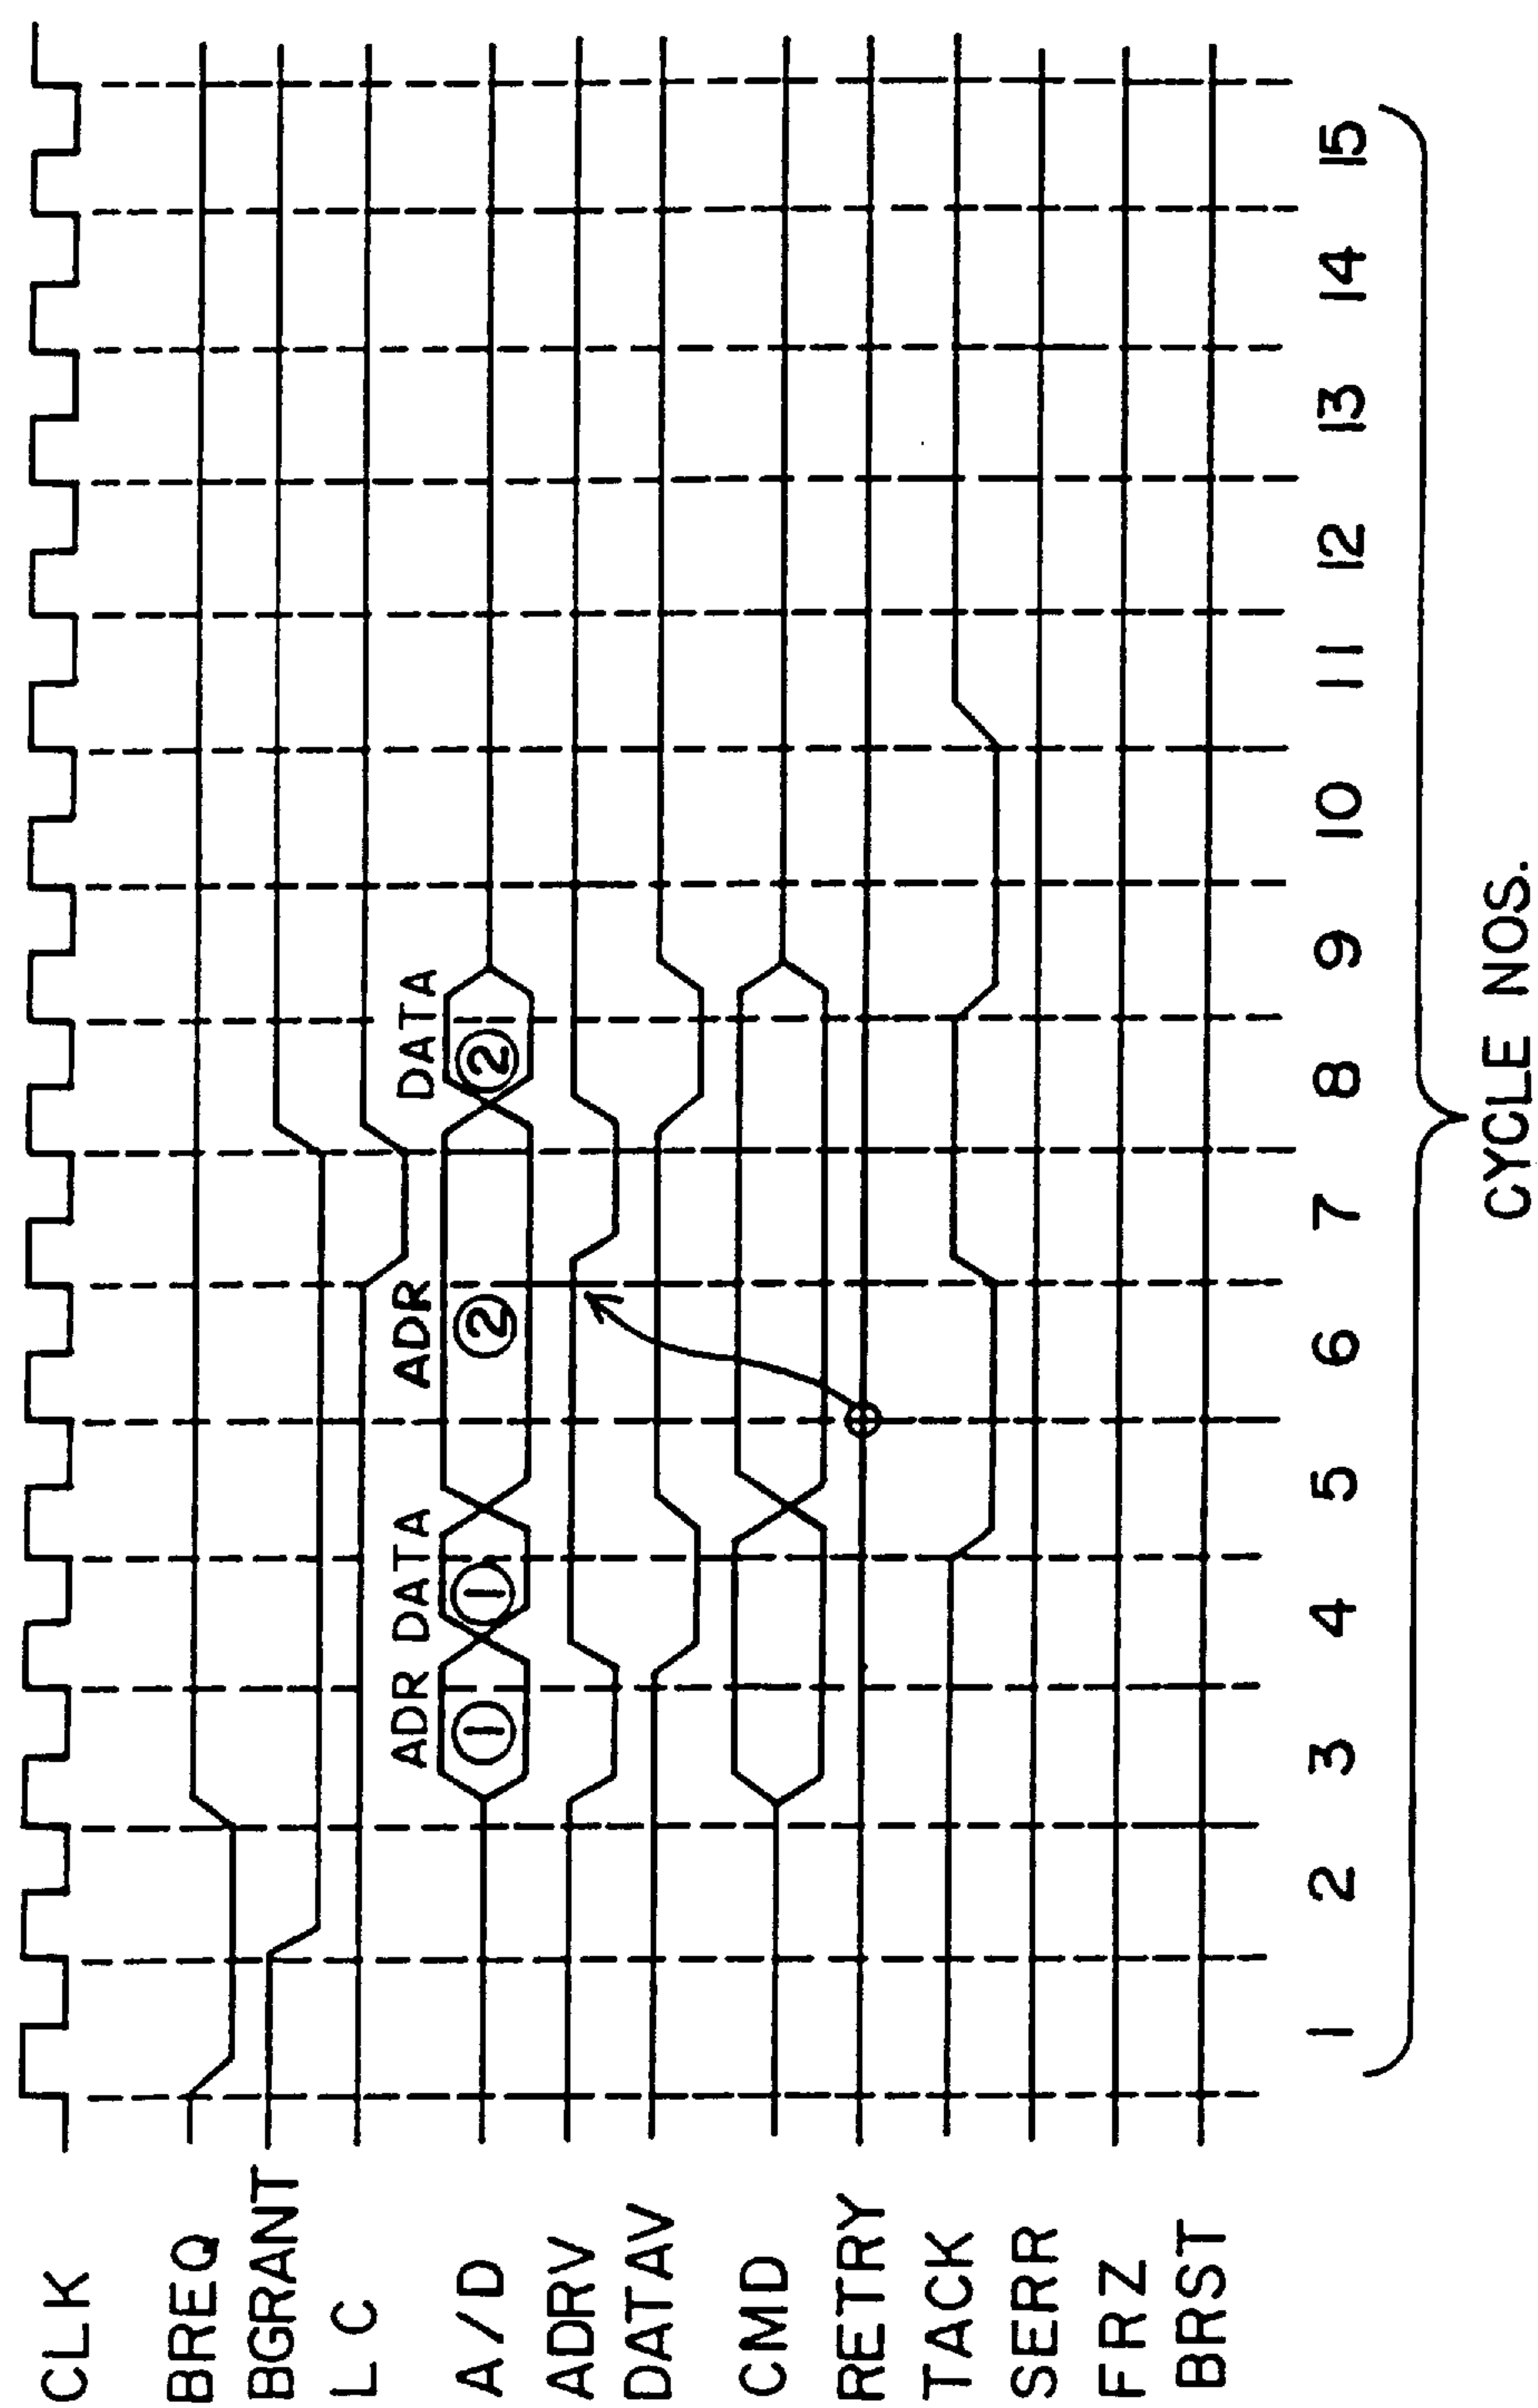 CLK
BREQ
BGRANT
LC
ADR DATA ADR DATA
A/D ① ① ② ②
ADRV
DATAV
CMD
RETRY
TACK
SERR
FRZ
BRST
1 2 3 4 5 6 7 8 9 10 11 12 13 14 15
CYCLE NOS.